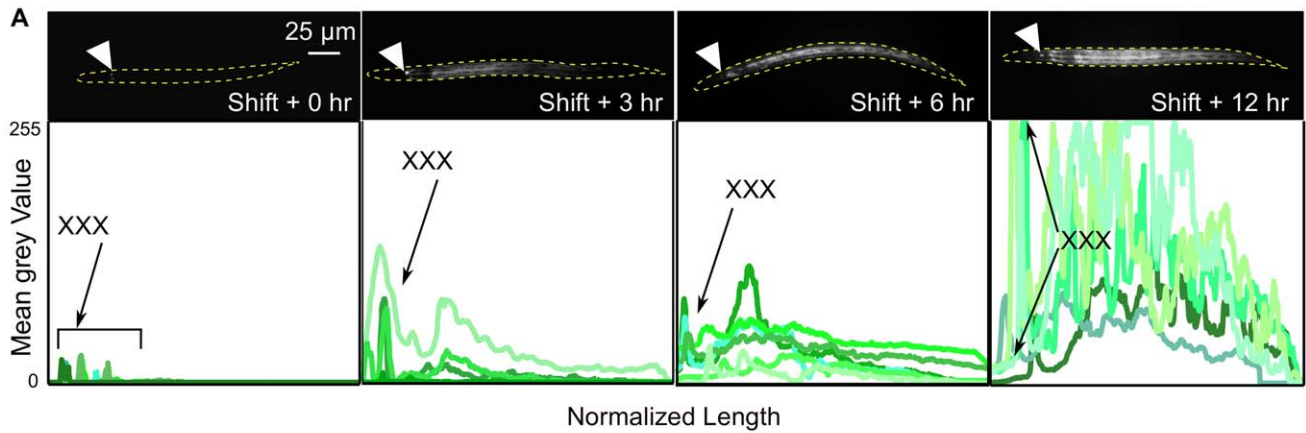 A
25 µm
Shift + 0 hr
Shift + 3 hr
Shift + 6 hr
Shift + 12 hr
255
Mean grey Value
0
XXX
XXX
XXX
XXX
Normalized Length